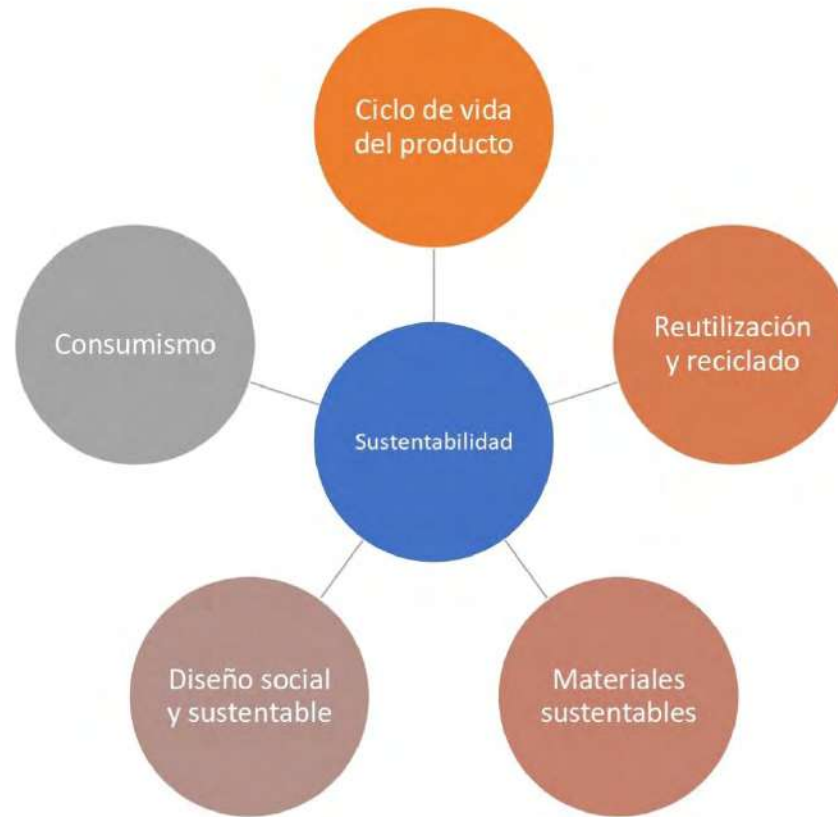 Ciclo de vida
del producto
Reutilización
y reciclado
Consumismo
Sustentabilidad
Diseño social
y sustentable
Materiales
sustentables